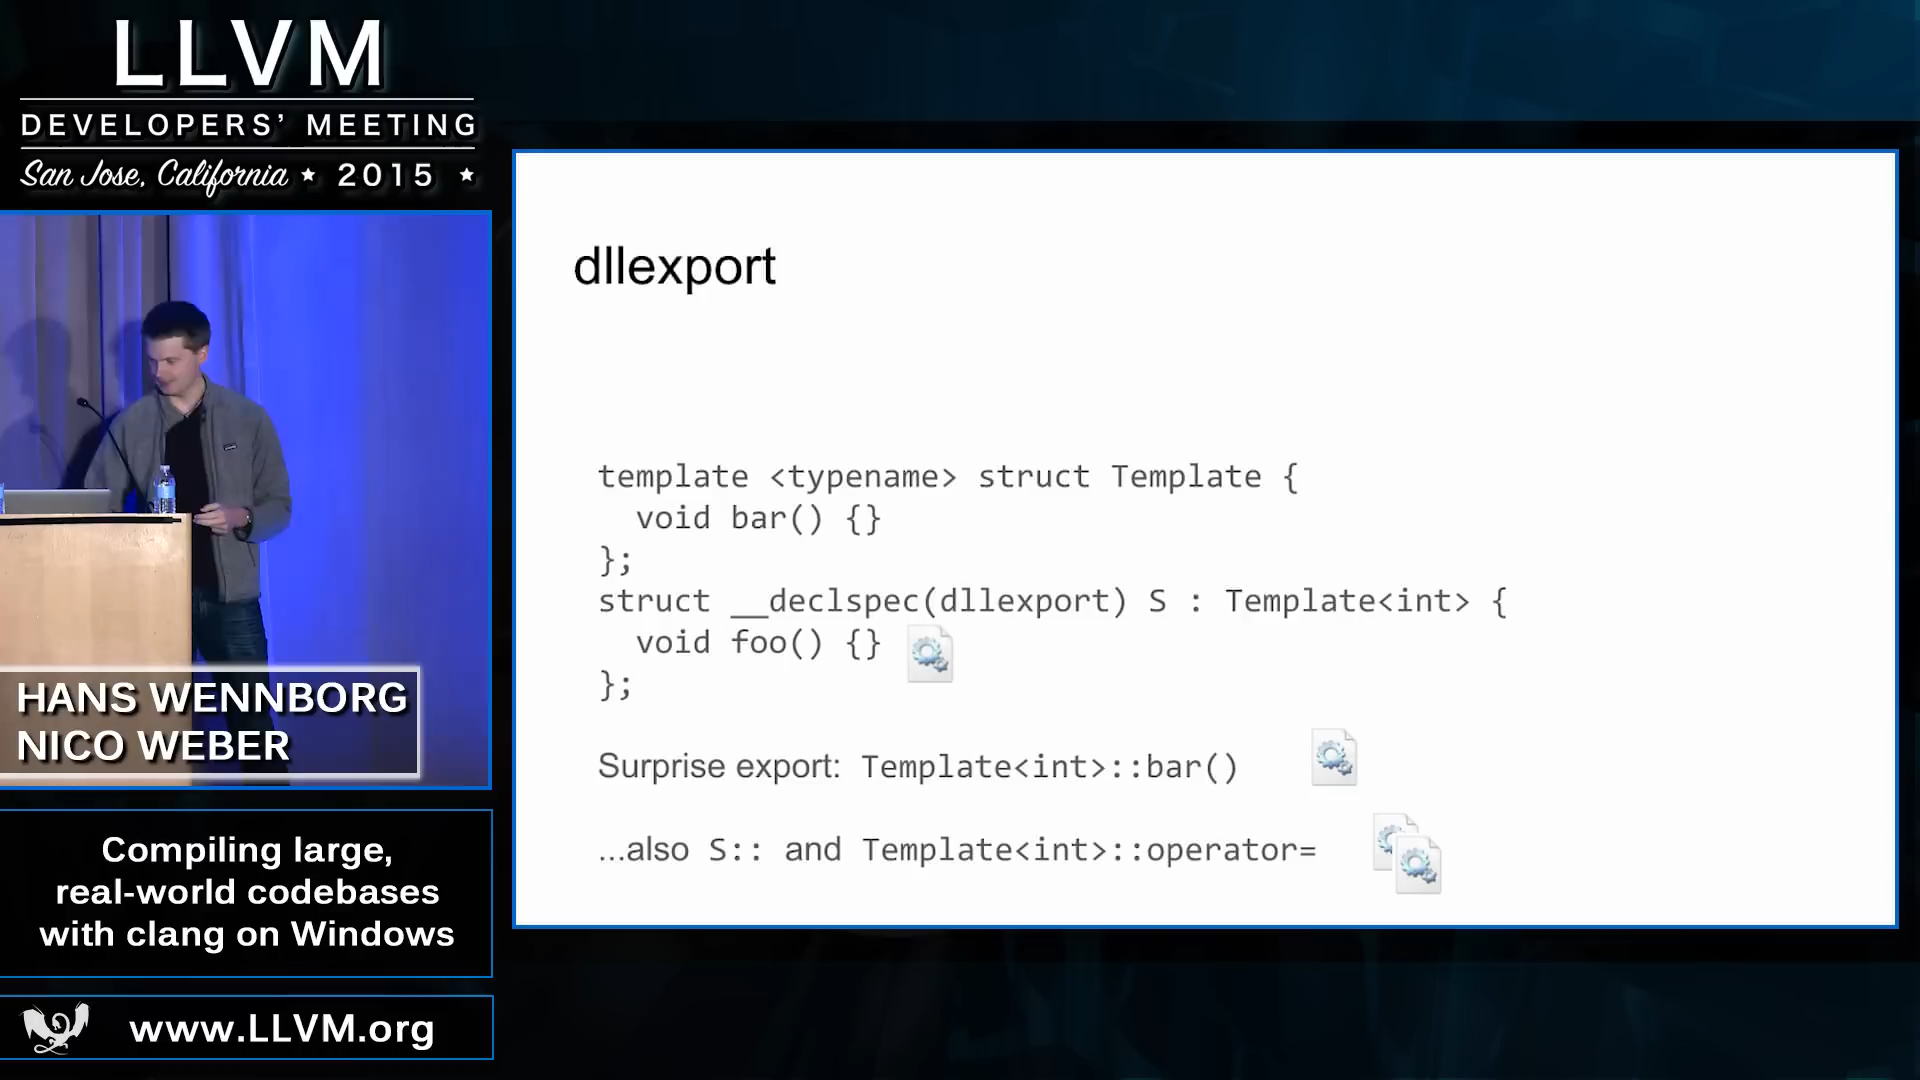 LLVM
DEVELOPERS' MEETING
San Jose, California ★ 2015 ★
HANS WENNBORG
NICO WEBER
Compiling large,
real-world codebases
with clang on Windows
www.LLVM.org
dllexport
template <typename> struct Template {
  void bar() {}
};
struct __declspec(dllexport) S : Template<int> {
  void foo() {}
};
Surprise export: Template<int>::bar()
...also S:: and Template<int>::operator=